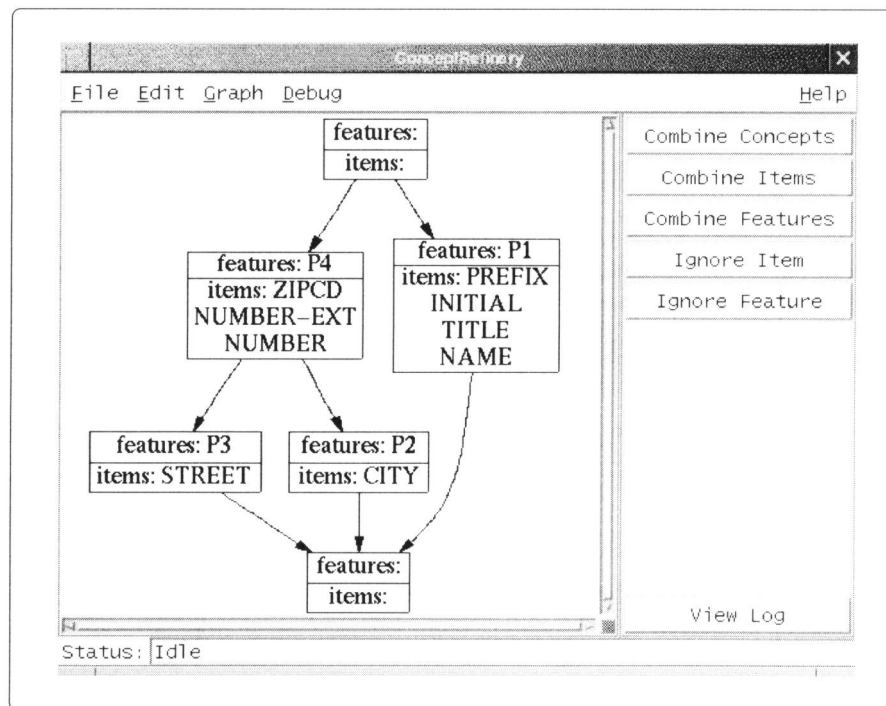 ConceptRefinery
File Edit Graph Debug Help
features:
items:
features: P4
items: ZIPCD
NUMBER-EXT
NUMBER
features: P1
items: PREFIX
INITIAL
TITLE
NAME
features: P3
items: STREET
features: P2
items: CITY
features:
items:
Combine Concepts
Combine Items
Combine Features
Ignore Item
Ignore Feature
View Log
Status: Idle